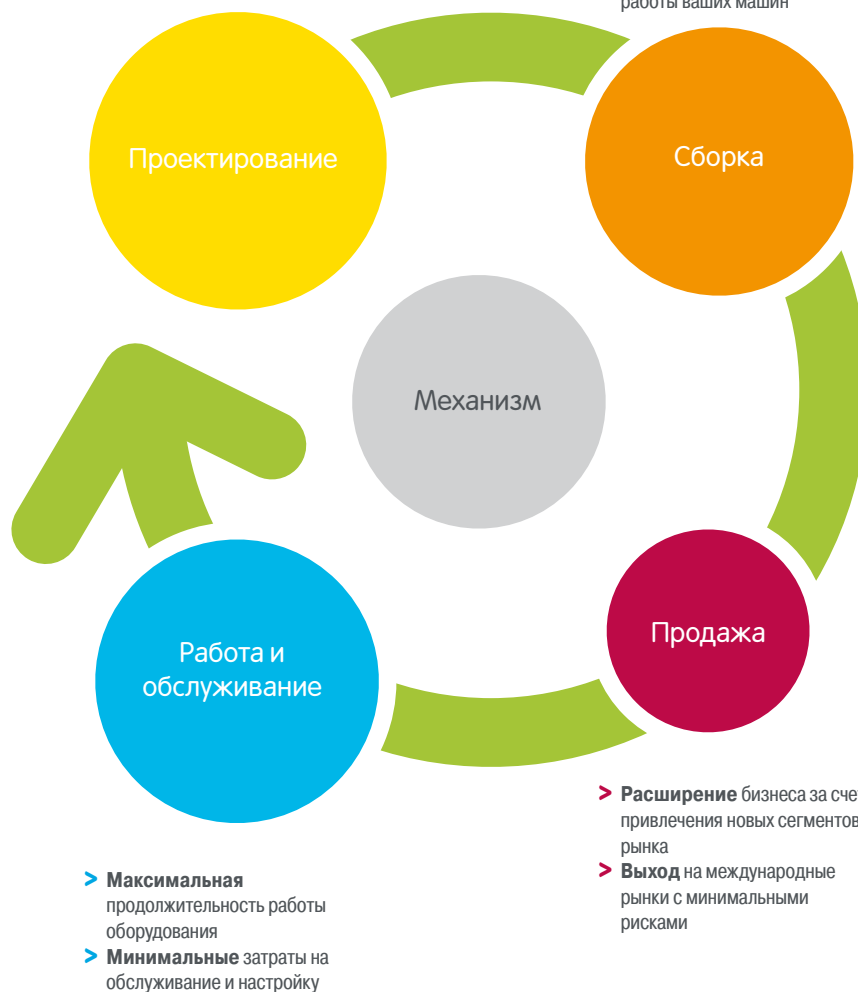 работы ваших машин
Проектирование
Сборка
Механизм
Работа и
обслуживание
Продажа
> Расширение бизнеса за счет
привлечения новых сегментов
рынка
> Выход на международные
рынки с минимальными
рисками
> Максимальная
продолжительность работы
оборудования
> Минимальные затраты на
обслуживание и настройку